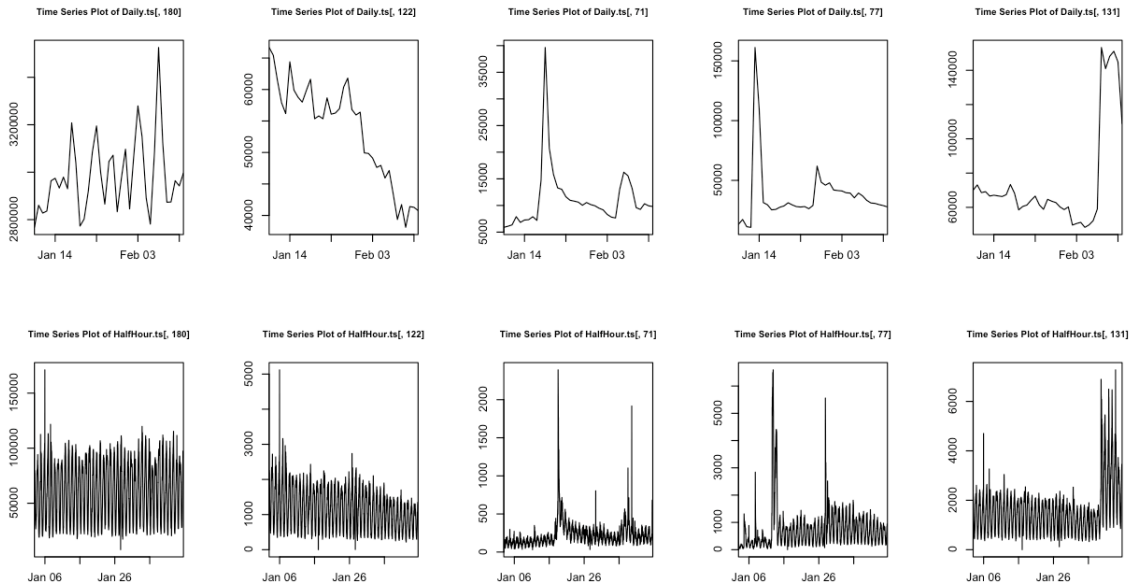 Time Series Plot of Daily.ts[, 180]
Time Series Plot of Daily.ts[, 122]
Time Series Plot of Daily.ts[, 71]
Time Series Plot of Daily.ts[, 77]
Time Series Plot of Daily.ts[, 131]
2800000 3200000
40000 50000 60000
5000 15000 25000 35000
50000 100000 150000
60000 100000 140000
Jan 14 Feb 03
Jan 14 Feb 03
Jan 14 Feb 03
Jan 14 Feb 03
Jan 14 Feb 03
Time Series Plot of HalfHour.ts[, 180]
Time Series Plot of HalfHour.ts[, 122]
Time Series Plot of HalfHour.ts[, 71]
Time Series Plot of HalfHour.ts[, 77]
Time Series Plot of HalfHour.ts[, 131]
50000 100000 150000
0 1000 2000 3000 4000 5000
0 500 1000 1500 2000
0 1000 3000 5000
0 2000 4000 6000
Jan 06 Jan 26
Jan 06 Jan 26
Jan 06 Jan 26
Jan 06 Jan 26
Jan 06 Jan 26